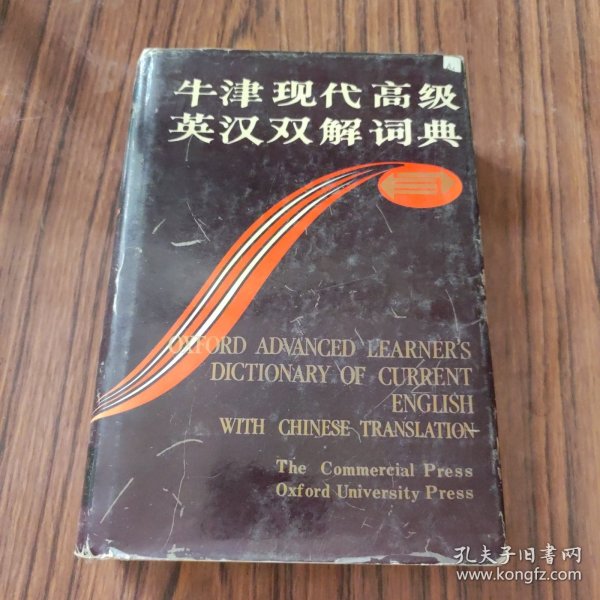 牛津现代高级
英汉双解词典
OXFORD ADVANCED LEARNER'S
DICTIONARY OF CURRENT
ENGLISH
WITH CHINESE TRANSLATION
The Commercial Press
Oxford University Press
孔夫子旧书网
www.kongfz.com